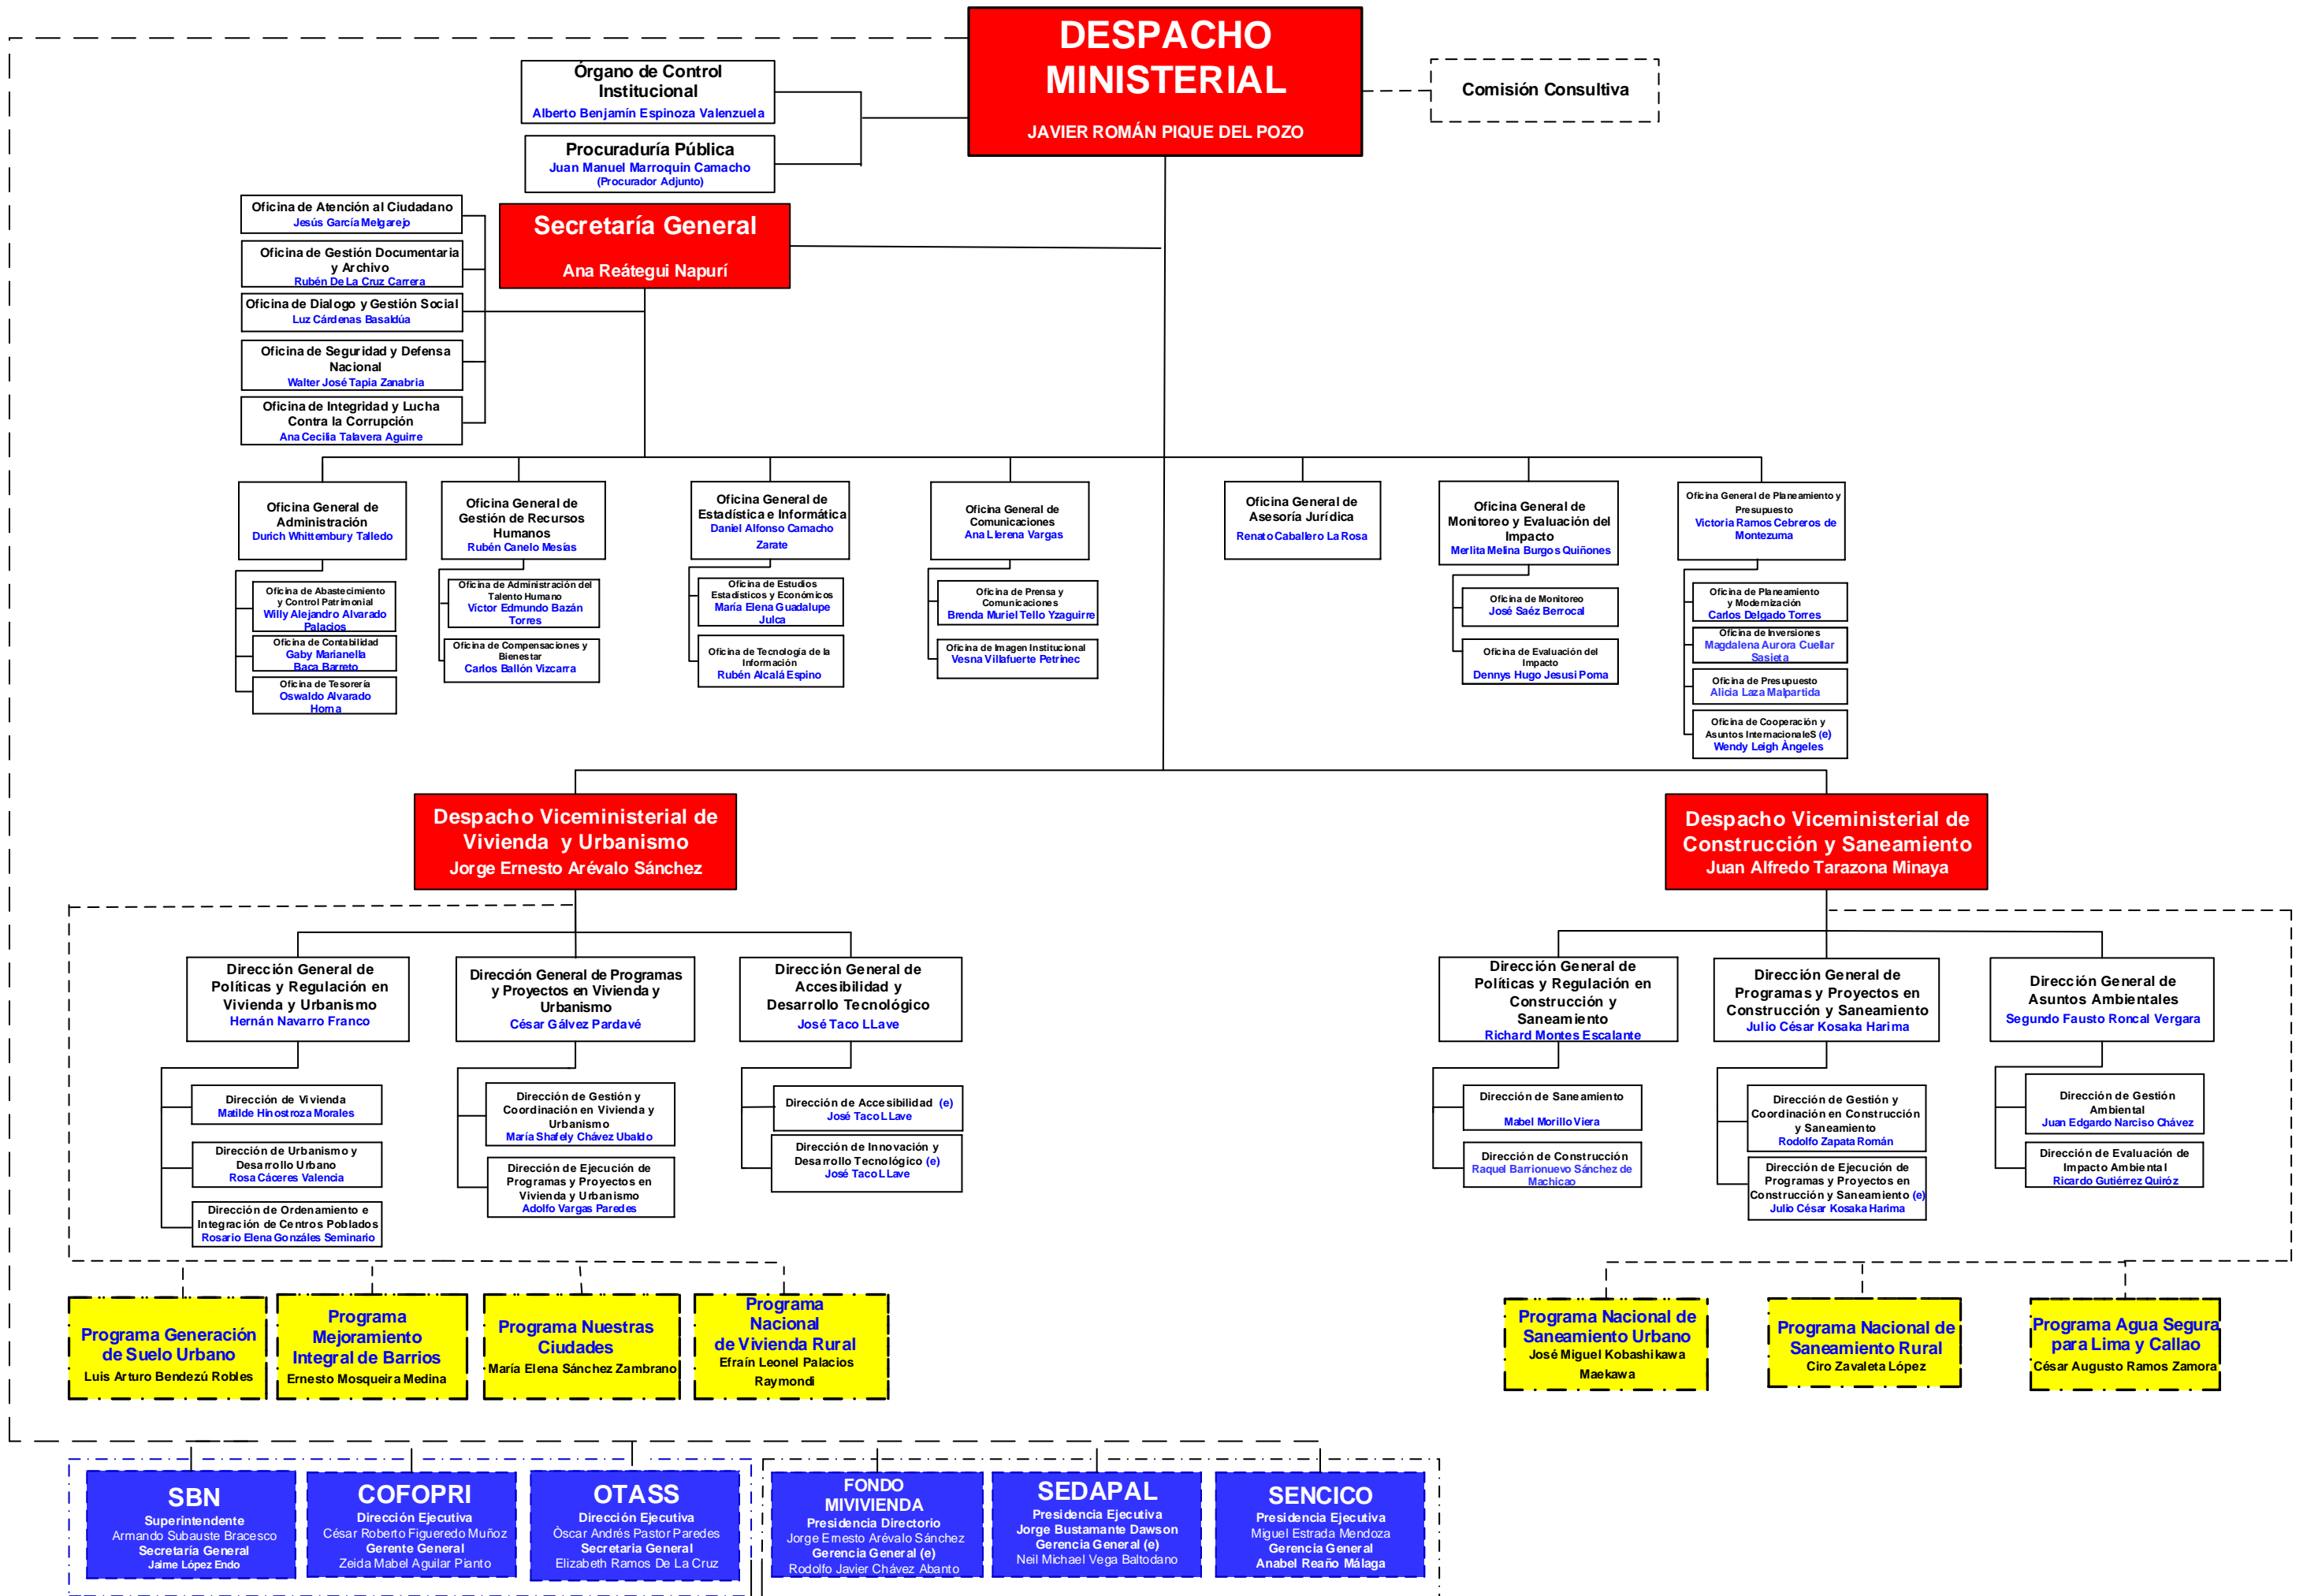 DESPACHO
MINISTERIAL
JAVIER ROMÁN PIQUE DEL POZO
Comisión Consultiva
Órgano de Control
Institucional
Alberto Benjamín Espinoza Valenzuela
Procuraduría Pública
Juan Manuel Marroquin Camacho
(Procurador Adjunto)
Secretaría General
Ana Reátegui Napurí
Oficina de Atención al Ciudadano
Jesús García Melgarejo
Oficina de Gestión Documentaria
y Archivo
Rubén De La Cruz Carrera
Oficina de Dialogo y Gestión Social
Luz Cárdenas Basaldúa
Oficina de Seguridad y Defensa
Nacional
Walter José Tapia Zanabria
Oficina de Integridad y Lucha
Contra la Corrupción
Ana Cecilia Talavera Aguirre
Oficina General de
Administración
Durich Whittembury Talledo
Oficina de Abastecimiento
y Control Patrimonial
Willy Alejandro Alvarado
Palacios
Oficina de Contabilidad
Gaby Marianella
Baca Barreto
Oficina de Tesorería
Oswaldo Alvarado
Horna
Oficina General de
Gestión de Recursos
Humanos
Rubén Canelo Mesías
Oficina de Administración del
Talento Humano
Víctor Edmundo Bazán
Torres
Oficina de Compensaciones y
Bienestar
Carlos Ballón Vizcarra
Oficina General de
Estadística e Informática
Daniel Alfonso Camacho
Zarate
Oficina de Estudios
Estadísticos y Económicos
María Elena Guadalupe
Julca
Oficina de Tecnología de la
Información
Rubén Alcalá Espino
Oficina General de
Comunicaciones
Ana Llerena Vargas
Oficina de Prensa y
Comunicaciones
Brenda Muriel Tello Yzaguirre
Oficina de Imagen Institucional
Vesna Villafuerte Petrinec
Oficina General de
Asesoría Jurídica
Renato Caballero La Rosa
Oficina General de
Monitoreo y Evaluación del
Impacto
Merlita Melina Burgos Quiñones
Oficina de Monitoreo
José Saéz Berrocal
Oficina de Evaluación del
Impacto
Dennys Hugo Jesusi Poma
Oficina General de Planeamiento y
Presupuesto
Victoria Ramos Cebreros de
Montezuma
Oficina de Planeamiento
y Modernización
Carlos Delgado Torres
Oficina de Inversiones
Magdalena Aurora Cuellar
Sasieta
Oficina de Presupuesto
Alicia Laza Malpartida
Oficina de Cooperación y
Asuntos InternacionaleS (e)
Wendy Leigh Àngeles
Despacho Viceministerial de
Vivienda y Urbanismo
Jorge Ernesto Arévalo Sánchez
Despacho Viceministerial de
Construcción y Saneamiento
Juan Alfredo Tarazona Minaya
Dirección General de
Políticas y Regulación en
Vivienda y Urbanismo
Hernán Navarro Franco
Dirección de Vivienda
Matilde Hinostroza Morales
Dirección de Urbanismo y
Desarrollo Urbano
Rosa Cáceres Valencia
Dirección de Ordenamiento e
Integración de Centros Poblados
Rosario Elena Gonzáles Seminario
Dirección General de Programas
y Proyectos en Vivienda y
Urbanismo
César Gálvez Pardavé
Dirección de Gestión y
Coordinación en Vivienda y
Urbanismo
María Shafely Chávez Ubaldo
Dirección de Ejecución de
Programas y Proyectos en
Vivienda y Urbanismo
Adolfo Vargas Paredes
Dirección General de
Accesibilidad y
Desarrollo Tecnológico
José Taco LLave
Dirección de Accesibilidad (e)
José Taco LLave
Dirección de Innovación y
Desarrollo Tecnológico (e)
José Taco LLave
Dirección General de
Políticas y Regulación en
Construcción y
Saneamiento
Richard Montes Escalante
Dirección de Saneamiento
Mabel Morillo Viera
Dirección de Construcción
Raquel Barrionuevo Sánchez de
Machicao
Dirección General de
Programas y Proyectos en
Construcción y Saneamiento
Julio César Kosaka Harima
Dirección de Gestión y
Coordinación en Construcción
y Saneamiento
Rodolfo Zapata Román
Dirección de Ejecución de
Programas y Proyectos en
Construcción y Saneamiento (e)
Julio César Kosaka Harima
Dirección General de
Asuntos Ambientales
Segundo Fausto Roncal Vergara
Dirección de Gestión
Ambiental
Juan Edgardo Narciso Chávez
Dirección de Evaluación de
Impacto Ambiental
Ricardo Gutiérrez Quiróz
Programa Generación
de Suelo Urbano
Luis Arturo Bendezú Robles
Programa
Mejoramiento
Integral de Barrios
Ernesto Mosqueira Medina
Programa Nuestras
Ciudades
María Elena Sánchez Zambrano
Programa
Nacional
de Vivienda Rural
Efraín Leonel Palacios
Raymondi
Programa Nacional de
Saneamiento Urbano
José Miguel Kobashikawa
Maekawa
Programa Nacional de
Saneamiento Rural
Ciro Zavaleta López
Programa Agua Segura
para Lima y Callao
César Augusto Ramos Zamora
SBN
Superintendente
Armando Subauste Bracesco
Secretaría General
Jaime López Endo
COFOPRI
Dirección Ejecutiva
César Roberto Figueredo Muñoz
Gerente General
Zeida Mabel Aguilar Pianto
OTASS
Dirección Ejecutiva
Òscar Andrés Pastor Paredes
Secretaria General
Elizabeth Ramos De La Cruz
FONDO
MIVIVIENDA
Presidencia Directorio
Jorge Ernesto Arévalo Sánchez
Gerencia General (e)
Rodolfo Javier Chávez Abanto
SEDAPAL
Presidencia Ejecutiva
Jorge Bustamante Dawson
Gerencia General (e)
Neil Michael Vega Baltodano
SENCICO
Presidencia Ejecutiva
Miguel Estrada Mendoza
Gerencia General
Anabel Reaño Málaga